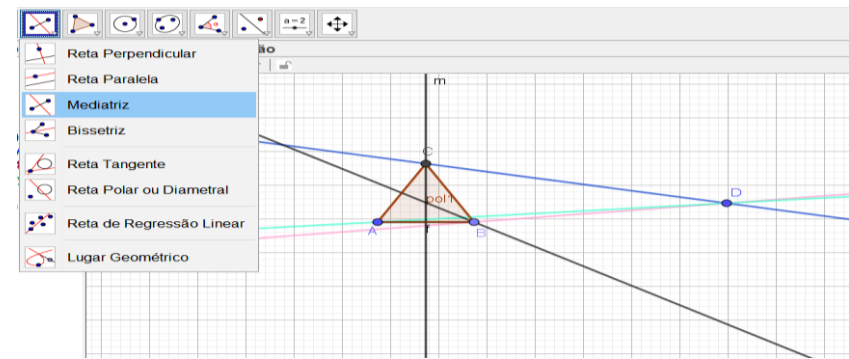 a=2
ão
Reta Perpendicular
Reta Paralela
Mediatriz
Bissetriz
Reta Tangente
Reta Polar ou Diametral
Reta de Regressão Linear
Lugar Geométrico
m
C
D
pol1
A
f
B